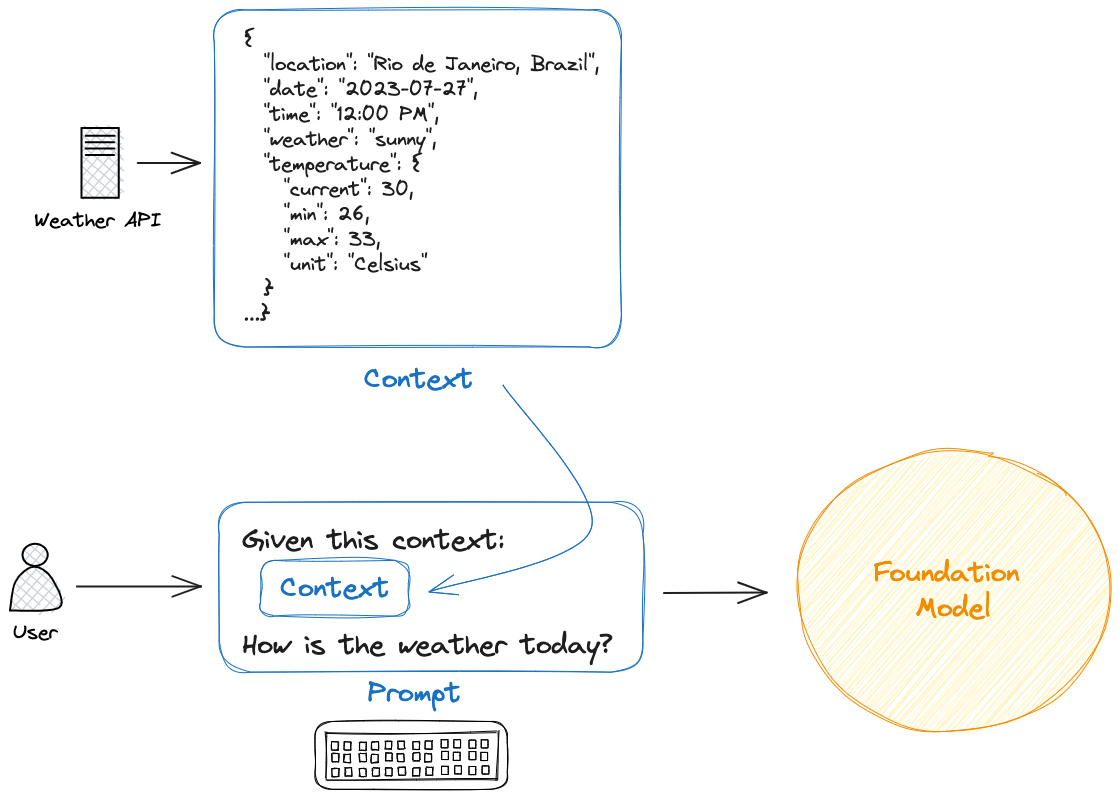 {
"location": "Rio de Janeiro, Brazil",
"date": "2023-07-27",
"time": "12:00 PM",
"weather": "sunny",
"temperature": {
"current": 30,
"min": 26,
"max": 33,
"unit": "Celsius"
}
...}
Weather API
Context
Given this context:
Context
How is the weather today?
User
Prompt
Foundation
Model